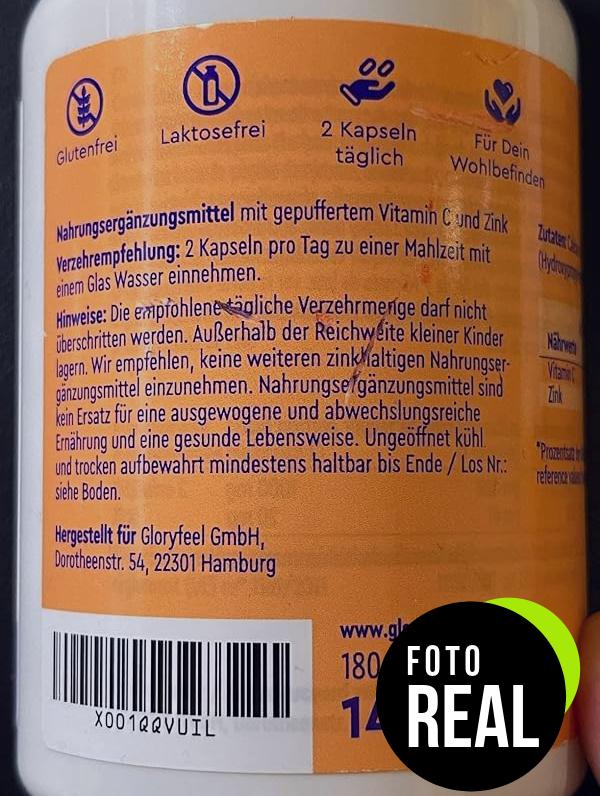 Glutenfrei
Laktosefrei
2 Kapseln
täglich
Für Dein
Wohlbefinden
Nahrungsergänzungsmittel mit gepuffertem Vitamin C und Zink
Verzehrempfehlung: 2 Kapseln pro Tag zu einer Mahlzeit mit
einem Glas Wasser einnehmen.
Hinweise: Die empfohlene tägliche Verzehrmenge darf nicht
überschritten werden. Außerhalb der Reichweite kleiner Kinder
lagern. Wir empfehlen, keine weiteren zinkhaltigen Nahrungser-
gänzungsmittel einzunehmen. Nahrungsergänzungsmittel sind
kein Ersatz für eine ausgewogene und abwechslungsreiche
Ernährung und eine gesunde Lebensweise. Ungeöffnet kühl
und trocken aufbewahrt mindestens haltbar bis Ende / Los Nr.:
siehe Boden.
Hergestellt für Gloryfeel GmbH,
Dorotheenstr. 54, 22301 Hamburg
X001QQVUIL
180
Zutaten:
Nährwerte
Vitamin C
Zink
reference
FOTO
REAL